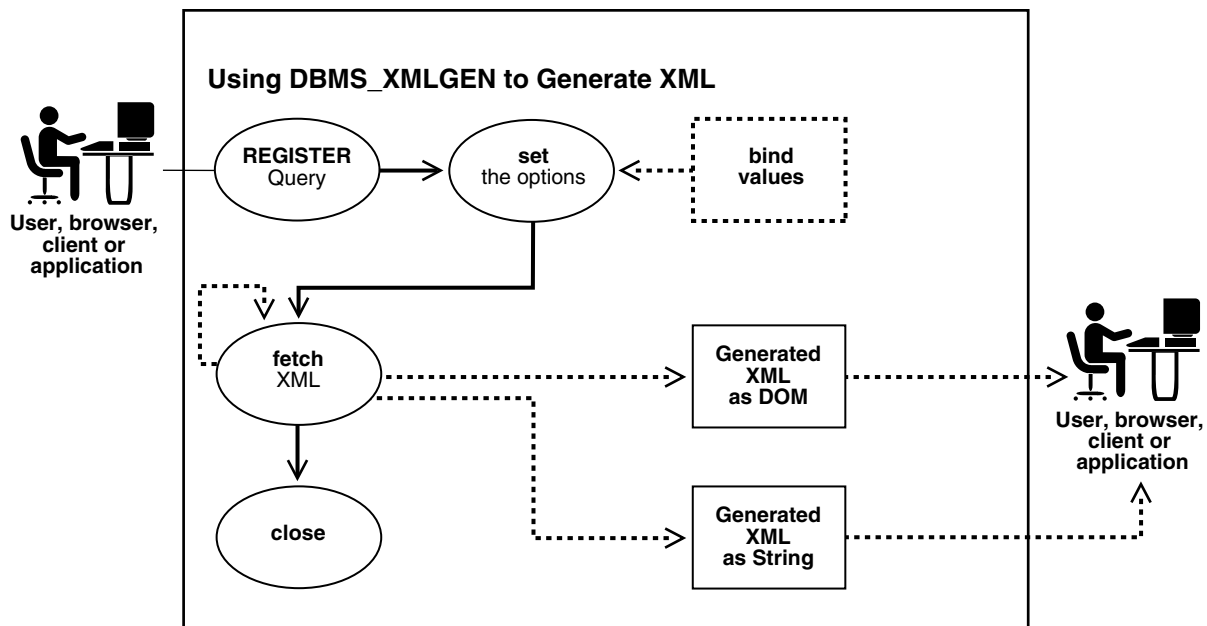 Using DBMS_XMLGEN to Generate XML
REGISTER
Query
set
the options
bind
values
User, browser,
client or
application
fetch
XML
Generated
XML
as DOM
User, browser,
client or
application
close
Generated
XML
as String